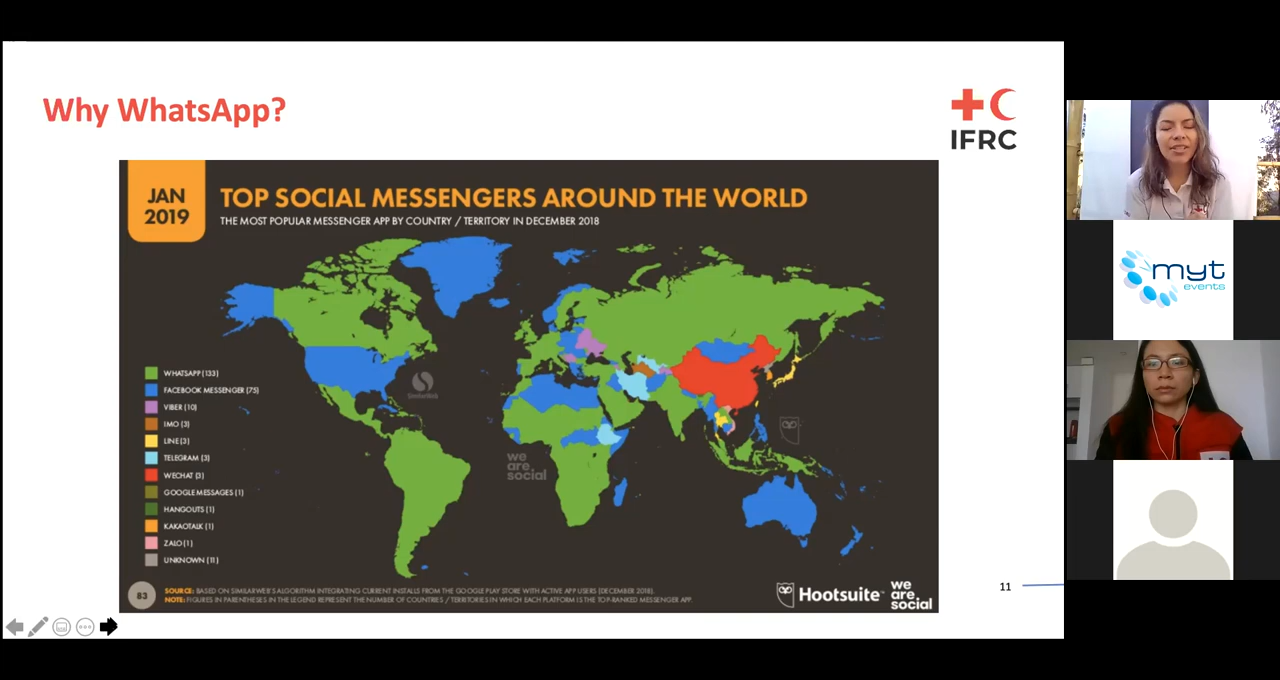 Why WhatsApp?
IFRC
JAN
2019
TOP SOCIAL MESSENGERS AROUND THE WORLD
THE MOST POPULAR MESSENGER APP BY COUNTRY / TERRITORY IN DECEMBER 2018
WHATSAPP (133)
FACEBOOK MESSENGER (75)
VIBER (10)
IMO (3)
LINE (3)
TELEGRAM (3)
WECHAT (3)
GOOGLE MESSAGES (1)
HANGOUTS (1)
KAKAOTALK (1)
ZALO (1)
UNKNOWN (11)
SimilarWeb
we
are
social
83
SOURCE: BASED ON SIMILARWEB'S ALGORITHM INTEGRATING CURRENT INSTALLS FROM THE GOOGLE PLAY STORE WITH ACTIVE APP USERS (DECEMBER 2018).
NOTE: FIGURES IN PARENTHESES IN THE LEGEND REPRESENT THE NUMBER OF COUNTRIES / TERRITORIES IN WHICH EACH PLATFORM IS THE TOP-RANKED MESSENGER APP.
Hootsuite™
we
are
social
11
myt
events